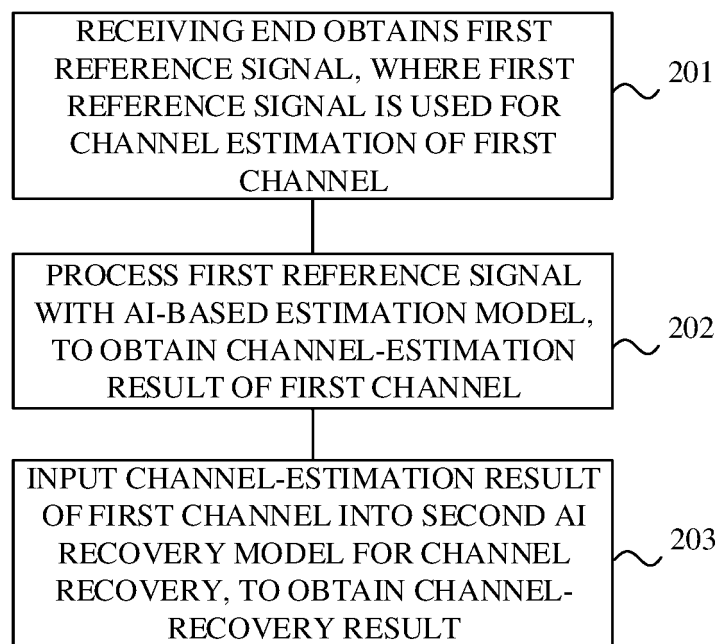 RECEIVING END OBTAINS FIRST
REFERENCE SIGNAL, WHERE FIRST
REFERENCE SIGNAL IS USED FOR
CHANNEL ESTIMATION OF FIRST
CHANNEL
201
PROCESS FIRST REFERENCE SIGNAL
WITH AI-BASED ESTIMATION MODEL,
TO OBTAIN CHANNEL-ESTIMATION
RESULT OF FIRST CHANNEL
202
INPUT CHANNEL-ESTIMATION RESULT
OF FIRST CHANNEL INTO SECOND AI
RECOVERY MODEL FOR CHANNEL
RECOVERY, TO OBTAIN CHANNEL-
RECOVERY RESULT
203